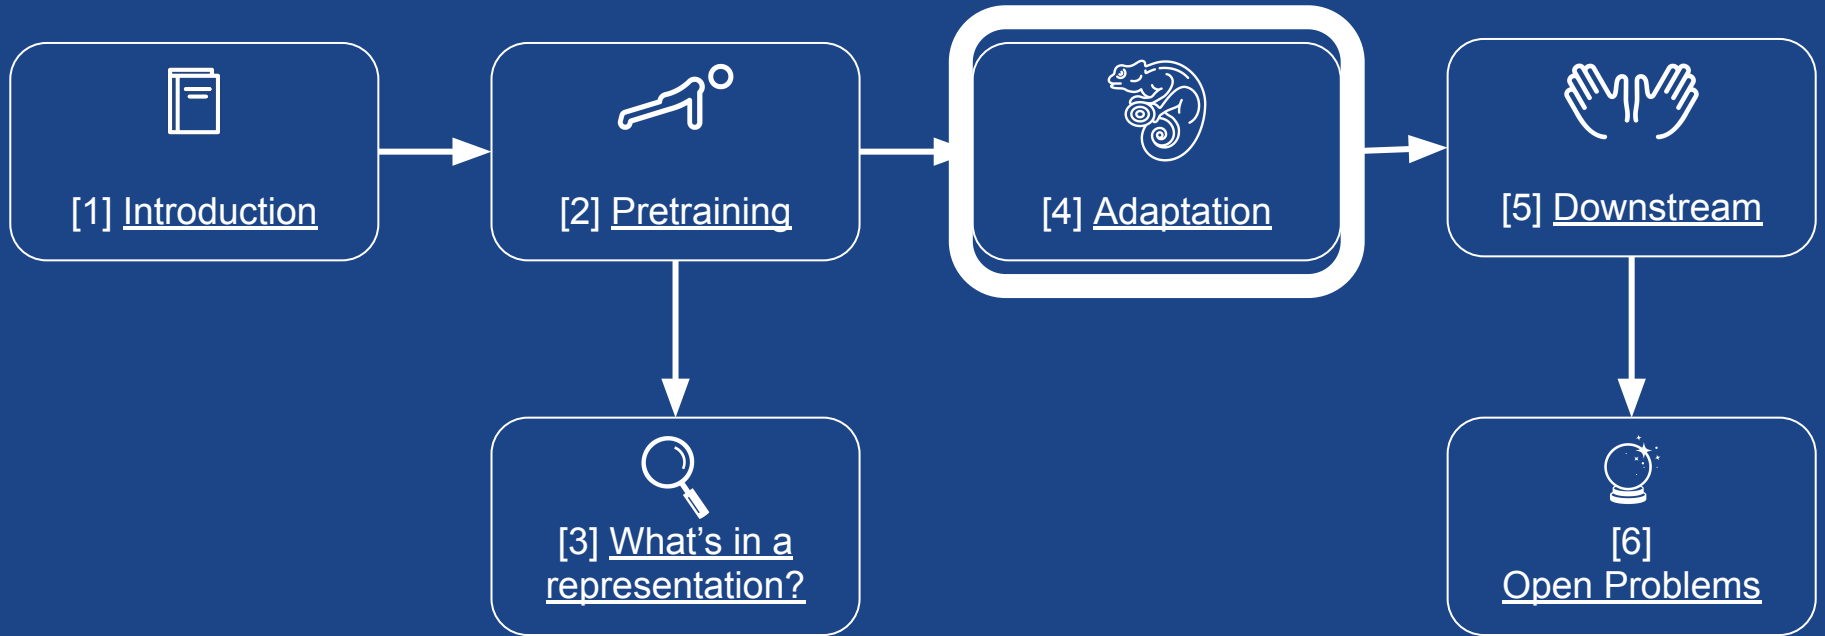 [1] Introduction
[2] Pretraining
[4] Adaptation
[5] Downstream
[3] What’s in a
representation?
[6]
Open Problems